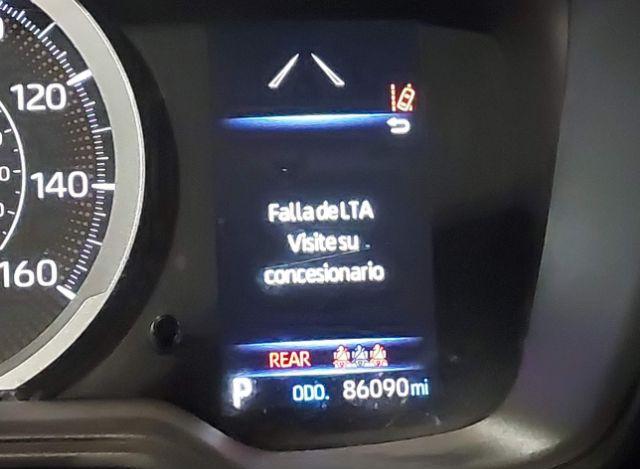 120
140
160
Falla de LTA
Visite su
concesionario
REAR
P ODO. 86090 mi